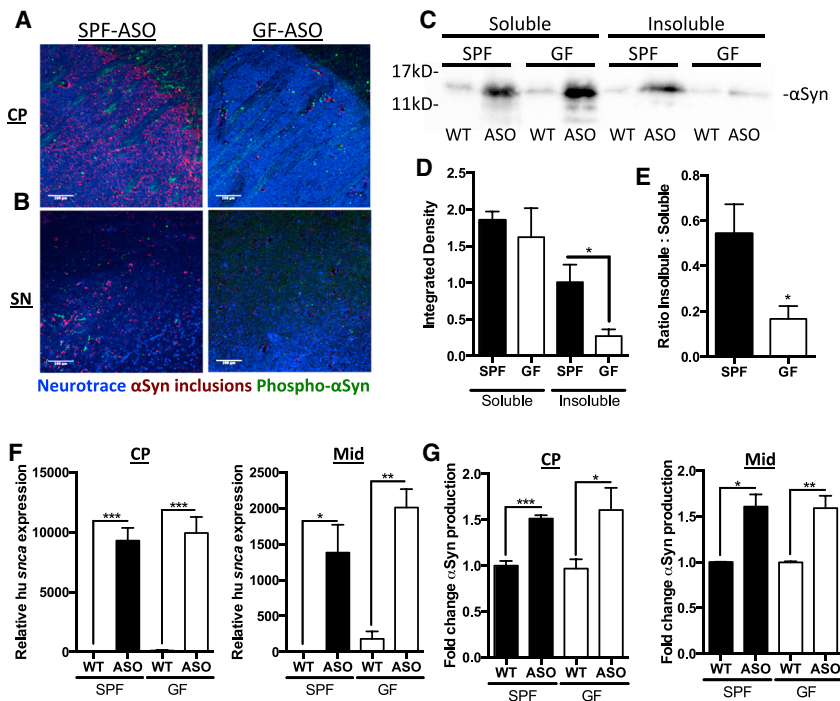 A
SPF-ASO
GF-ASO
CP
B
SN
Neurotrace αSyn inclusions Phospho-αSyn
C
Soluble Insoluble
SPF GF SPF GF
17kD-
11kD-
-αSyn
WT ASO WT ASO WT ASO WT ASO
D
Integrated Density
2.5
2.0
1.5
1.0
0.5
0.0
*
SPF GF SPF GF
Soluble Insoluble
E
Ratio Insolbule : Soluble
0.8
0.6
0.4
0.2
0.0
*
SPF GF
F
CP
Relative hu snca expression
15000
10000
5000
0
*** ***
WT ASO WT ASO
SPF GF
Mid
Relative hu snca expression
2500
2000
1500
1000
500
0
* **
WT ASO WT ASO
SPF GF
G
CP
Fold change αSyn production
2.0
1.5
1.0
0.5
0.0
*** *
WT ASO WT ASO
SPF GF
Mid
Fold change αSyn production
2.0
1.5
1.0
0.5
0.0
* **
WT ASO WT ASO
SPF GF